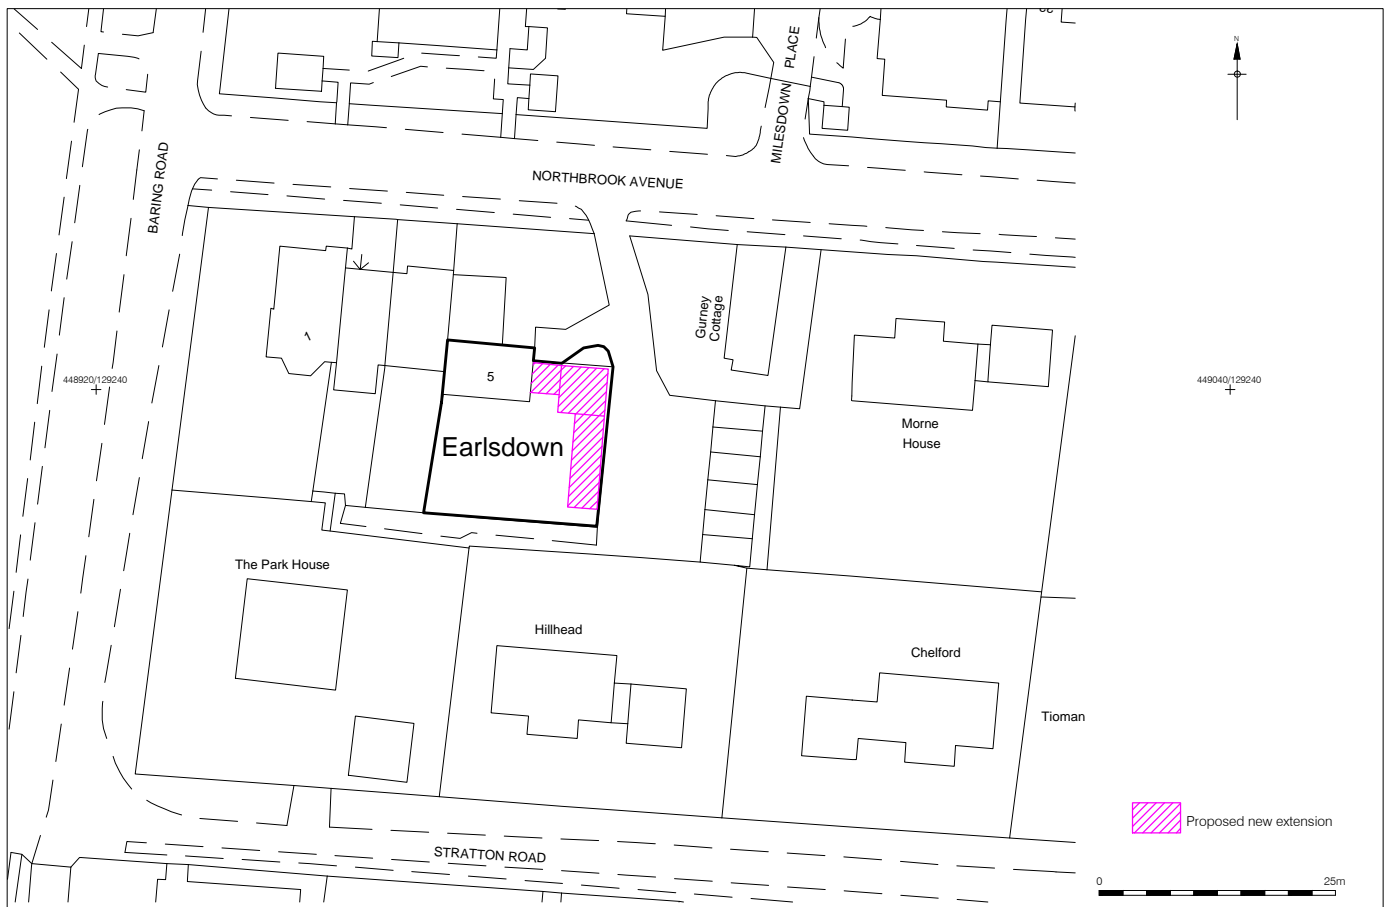 N
MILESDOWN PLACE
BARING ROAD
NORTHBROOK AVENUE
Gurney
Cottage
1
5
448920/129240
449040/129240
Earlsdown
Morne
House
The Park House
Hillhead
Chelford
Tioman
Proposed new extension
STRATTON ROAD
0
25m